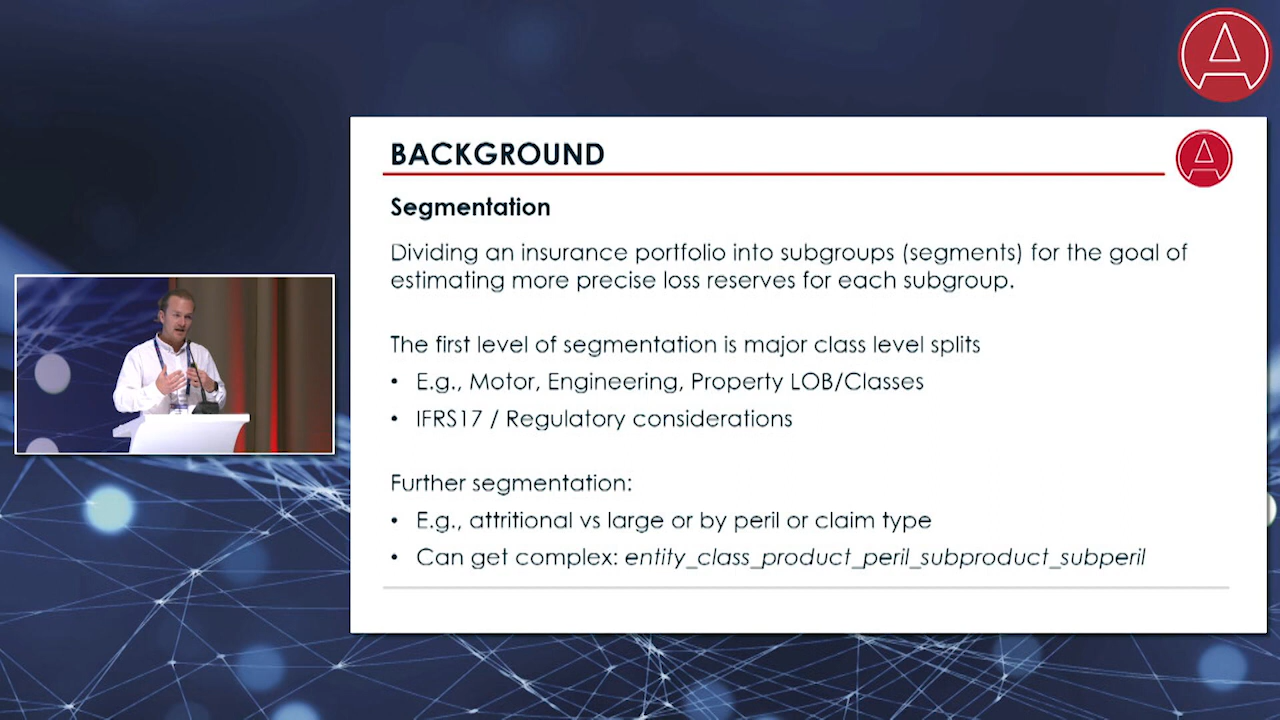 BACKGROUND
Segmentation
Dividing an insurance portfolio into subgroups (segments) for the goal of
estimating more precise loss reserves for each subgroup.
The first level of segmentation is major class level splits
• E.g., Motor, Engineering, Property LOB/Classes
• IFRS17 / Regulatory considerations
Further segmentation:
• E.g., attritional vs large or by peril or claim type
• Can get complex: entity_class_product_peril_subproduct_subperil